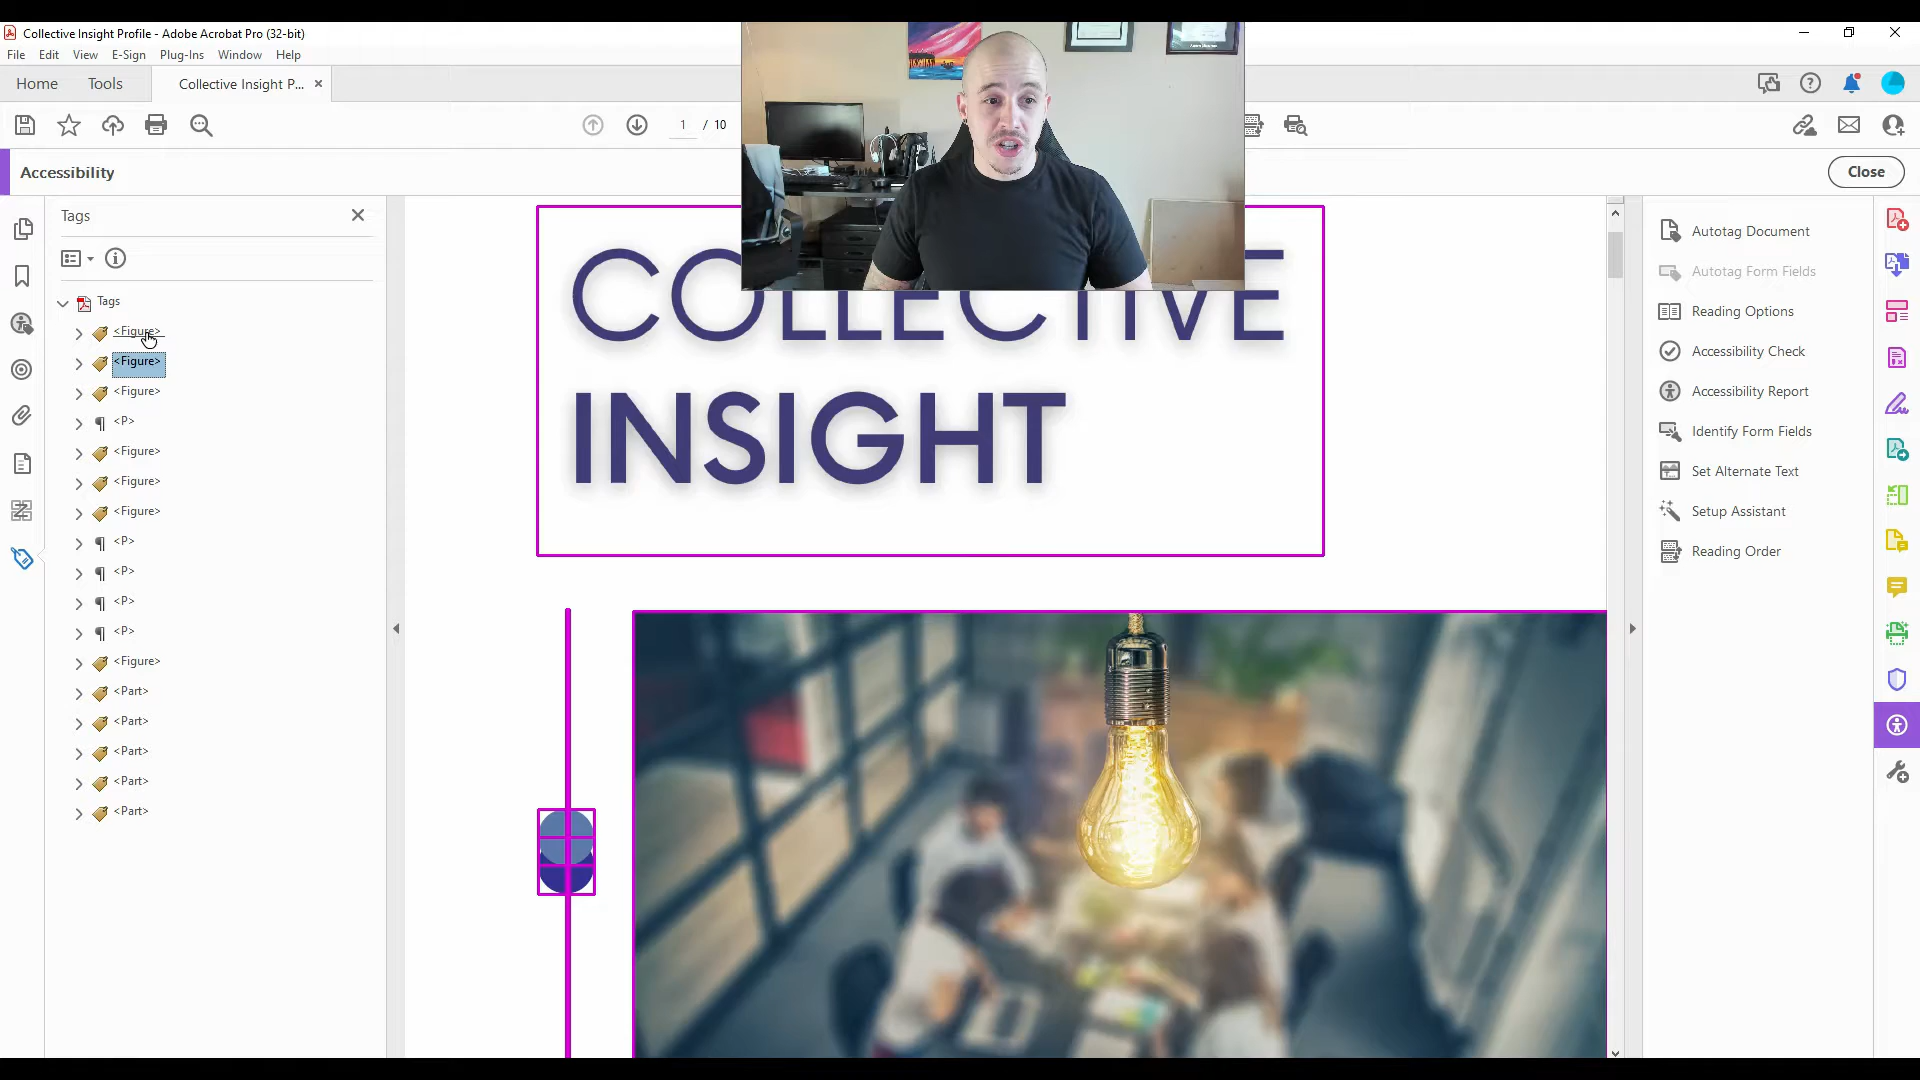 Collective Insight Profile - Adobe Acrobat Pro (32-bit)
File Edit View E-Sign Plug-Ins Window Help
Home Tools Collective Insight P...
1 / 10
Accessibility
Close
Tags
Tags
<Figure>
<Figure>
<Figure>
<P>
<Figure>
<Figure>
<Figure>
<P>
<P>
<P>
<P>
<Figure>
<Part>
<Part>
<Part>
<Part>
<Part>
COLLECTIVE
INSIGHT
Autotag Document
Autotag Form Fields
Reading Options
Accessibility Check
Accessibility Report
Identify Form Fields
Set Alternate Text
Setup Assistant
Reading Order